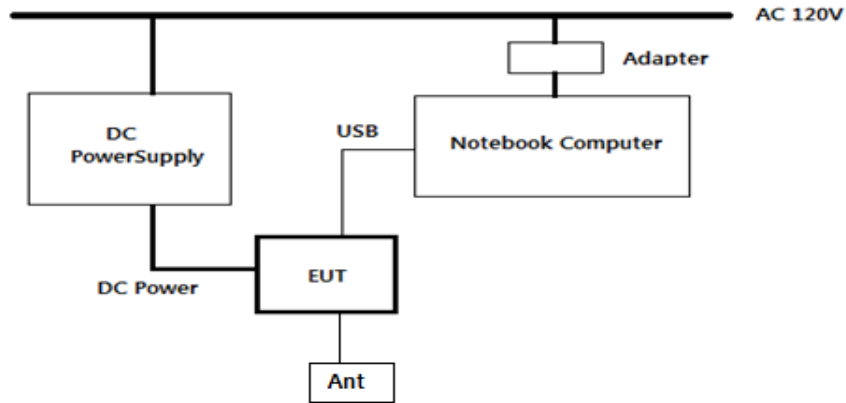 AC 120V
Adapter
DC
PowerSupply
USB
Notebook Computer
EUT
DC Power
Ant